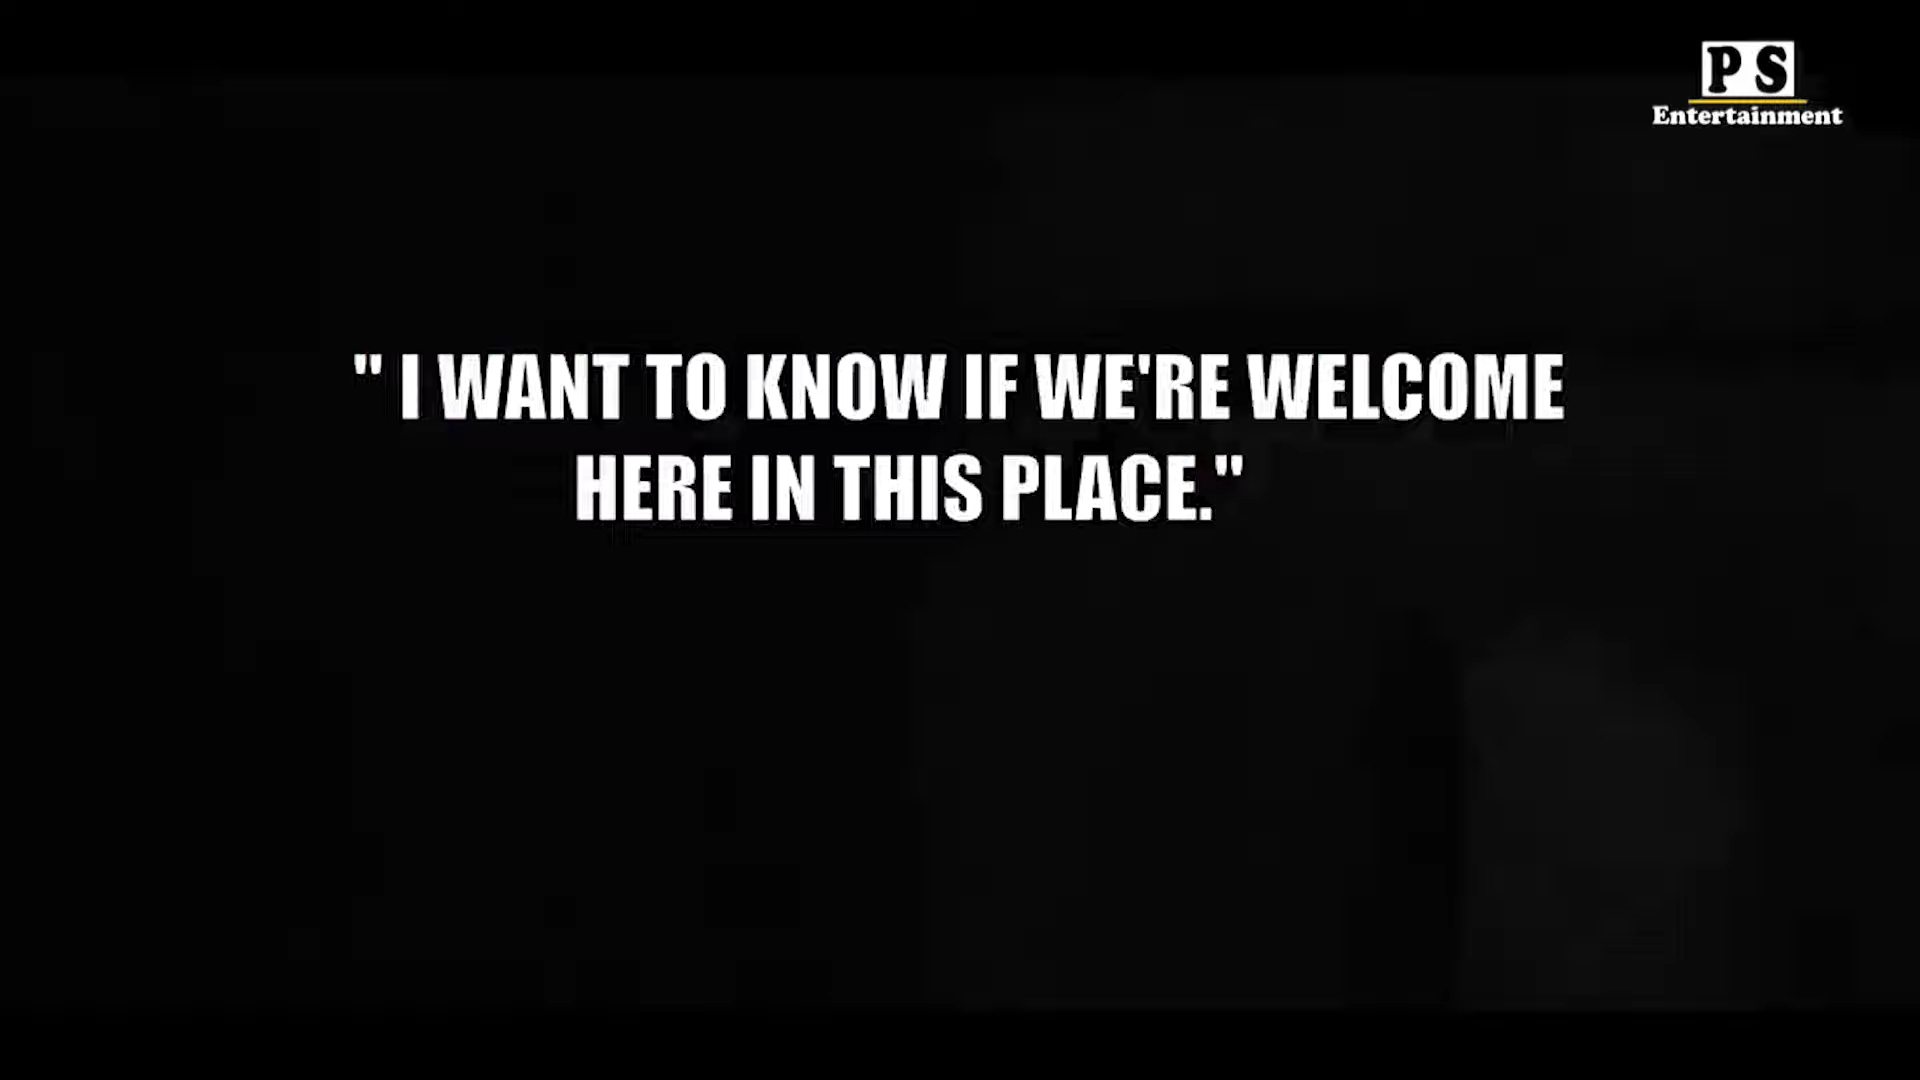 P S
Entertainment
" I WANT TO KNOW IF WE'RE WELCOME
HERE IN THIS PLACE."